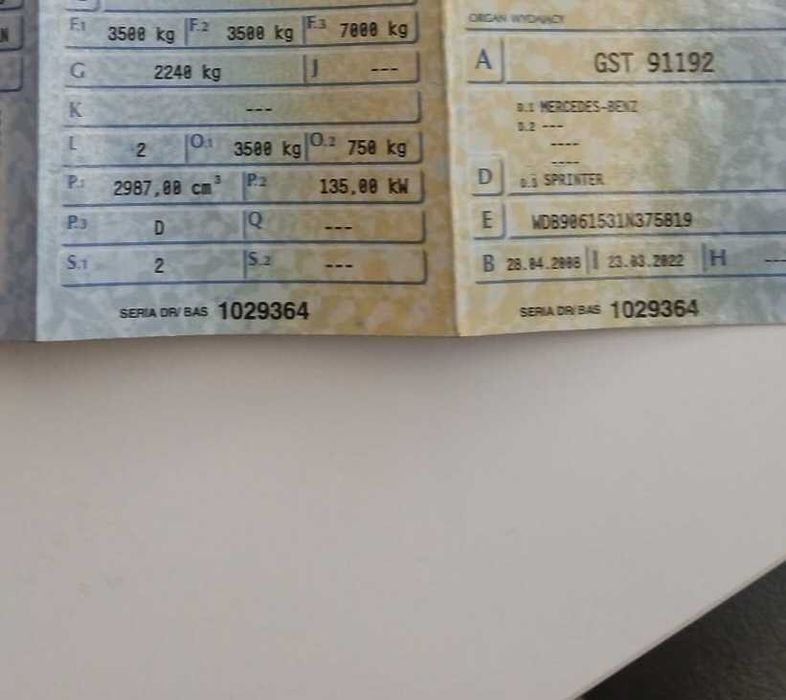 F.1 3500 kg F.2 3500 kg F.3 7000 kg
G 2240 kg J ---
K ---
L 2 O.1 3500 kg O.2 750 kg
P.1 2987,00 cm³ P.2 135,00 kW
P.3 D Q ---
S.1 2 S.2 ---
SERIA DR/BAS 1029364
ORGAN WYDAJĄCY
A GST 91192
D.1 MERCEDES-BENZ
D.2 ---
----
----
D D.3 SPRINTER
E WDB9061531N375819
B 28.04.2008 I 23.03.2022 H ---
SERIA DR/BAS 1029364